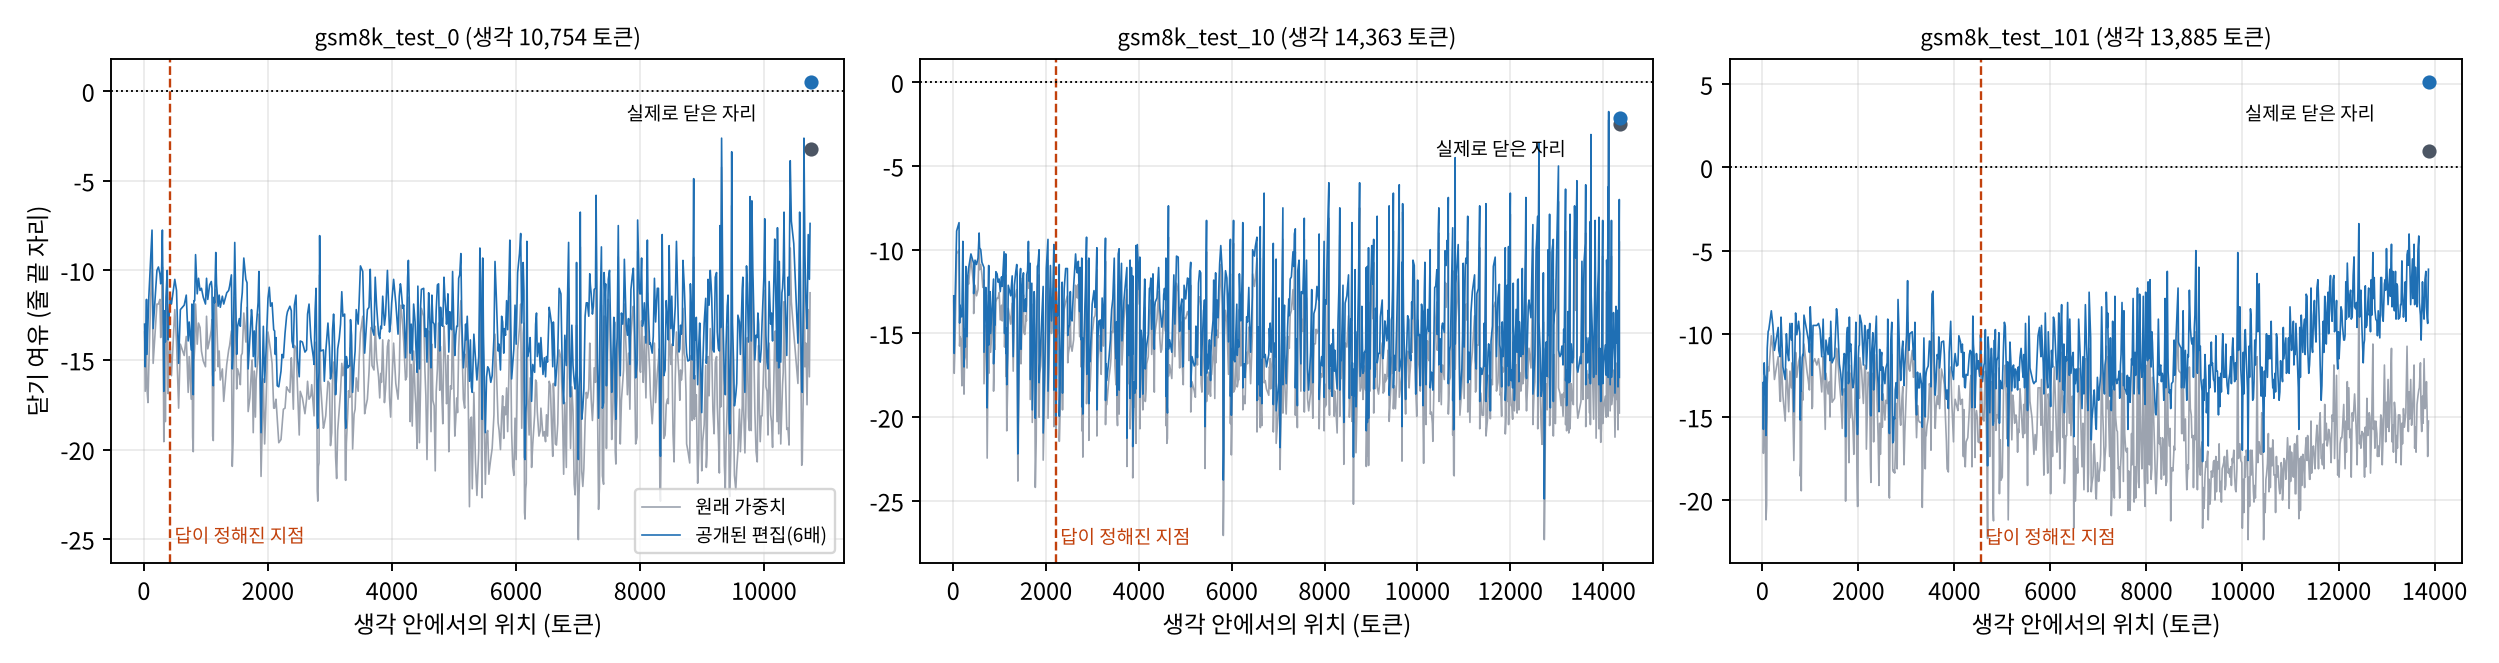 gsm8k_test_0 (생각 10,754 토큰)
닫기 여유 (줄 끝 자리)
0
-5
-10
-15
-20
-25
실제로 닫은 자리
답이 정해진 지점
원래 가중치
공개된 편집(6배)
0 2000 4000 6000 8000 10000
생각 안에서의 위치 (토큰)
gsm8k_test_10 (생각 14,363 토큰)
0
-5
-10
-15
-20
-25
실제로 닫은 자리
답이 정해진 지점
0 2000 4000 6000 8000 10000 12000 14000
생각 안에서의 위치 (토큰)
gsm8k_test_101 (생각 13,885 토큰)
5
0
-5
-10
-15
-20
실제로 닫은 자리
답이 정해진 지점
0 2000 4000 6000 8000 10000 12000 14000
생각 안에서의 위치 (토큰)